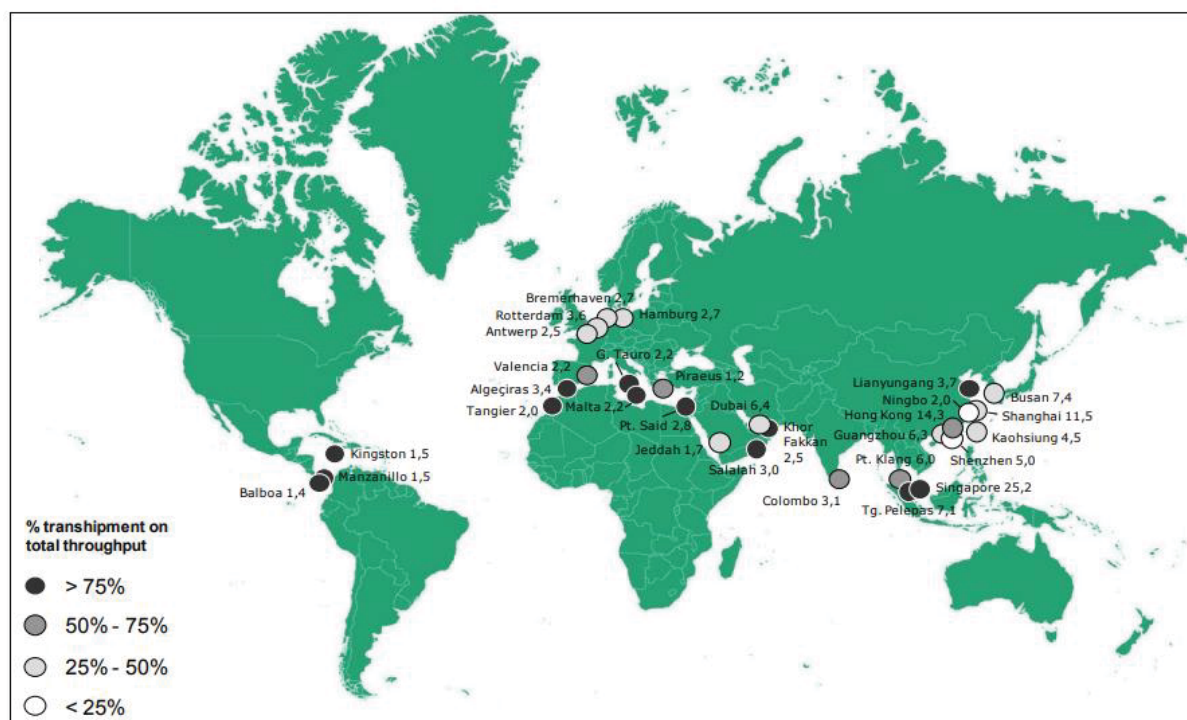 Bremerhaven 2,7
Rotterdam 3,6
Hamburg 2,7
Antwerp 2,5
G. Tauro 2,2
Valencia 2,2
Piraeus 1,2
Algeçiras 3,4
Tangier 2,0
Malta 2,2
Dubai 6,4
Pt. Said 2,8
Khor
Fakkan
2,5
Jeddah 1,7
Salalah 3,0
Lianyungang 3,7
Ningbo 2,0
Busan 7,4
Hong Kong 14,3
Shanghai 11,5
Guangzhou 6,3
Kaohsiung 4,5
Pt. Klang 6,0
Shenzhen 5,0
Colombo 3,1
Singapore 25,2
Tg. Pelepas 7,1
Kingston 1,5
Manzanillo 1,5
Balboa 1,4
% transhipment on
total throughput
> 75%
50% - 75%
25% - 50%
< 25%